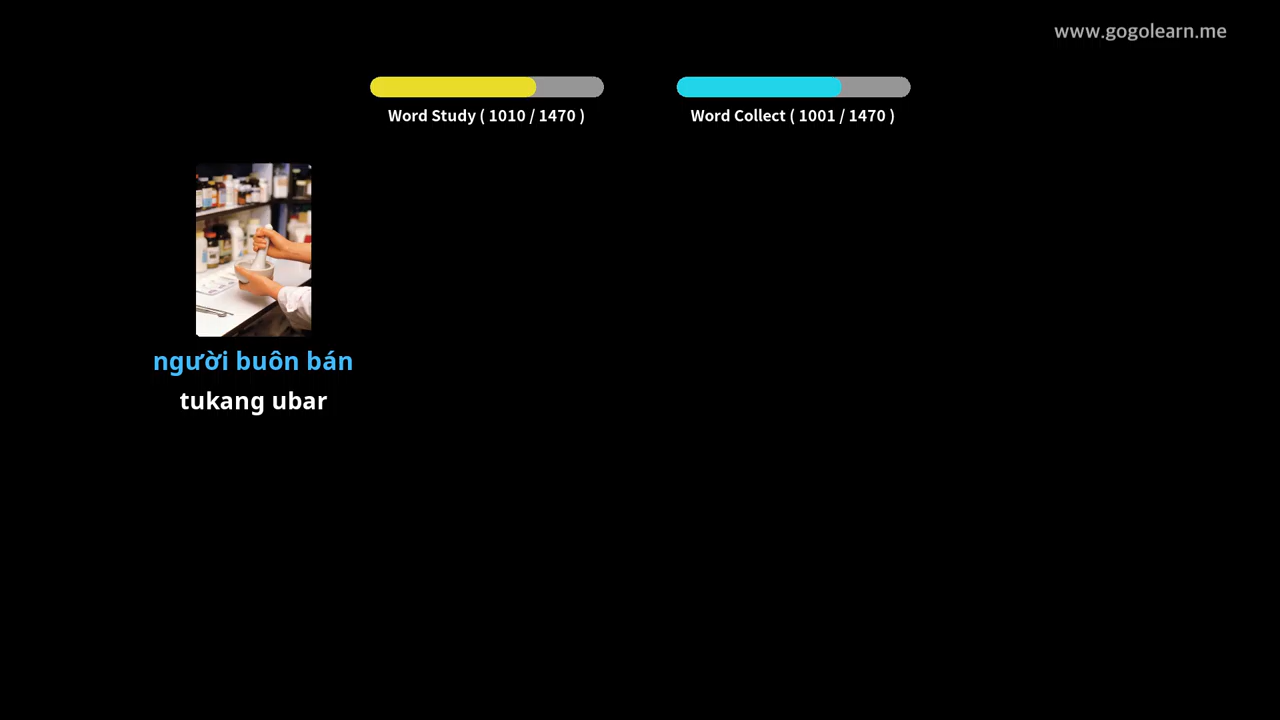 www.gogolearn.me
Word Study ( 1010 / 1470 )
Word Collect ( 1001 / 1470 )
người buôn bán
tukang ubar